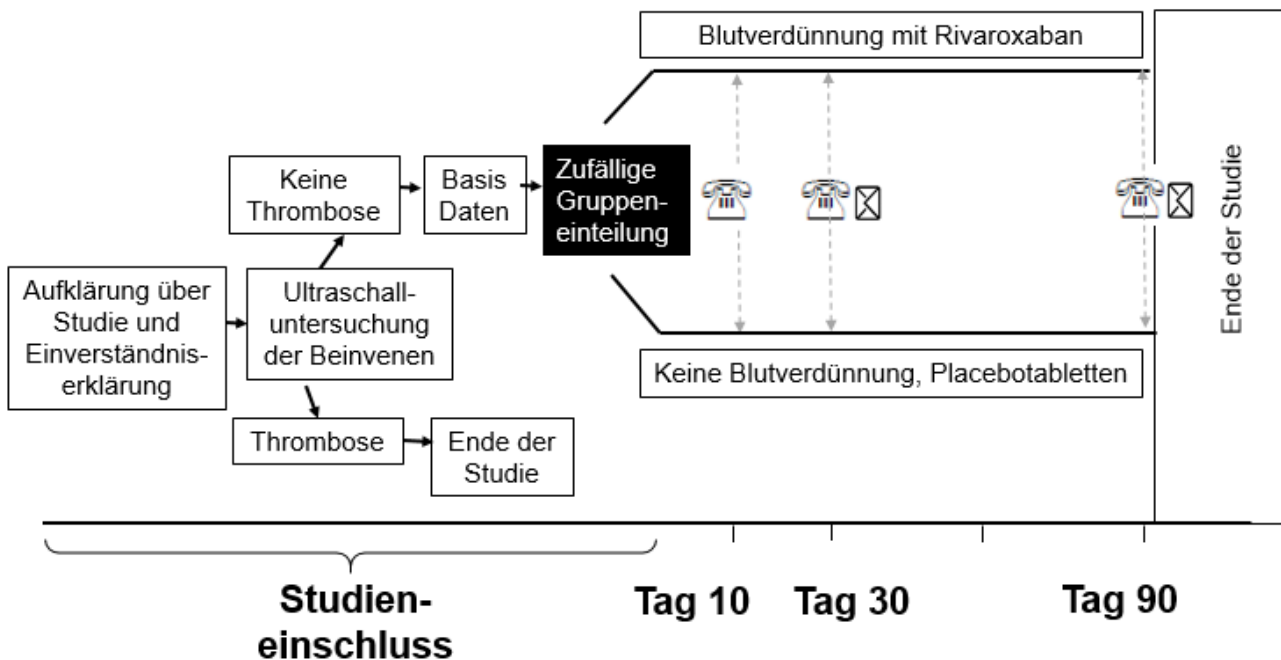 Blutverdünnung mit Rivaroxaban
Keine
Thrombose
Basis
Daten
Zufällige
Gruppen-
einteilung
Aufklärung über
Studie und
Einverständnis-
erklärung
Ultraschall-
untersuchung
der Beinvenen
Thrombose
Ende der
Studie
Keine Blutverdünnung, Placebotabletten
Ende der Studie
Studien-
einschluss
Tag 10
Tag 30
Tag 90